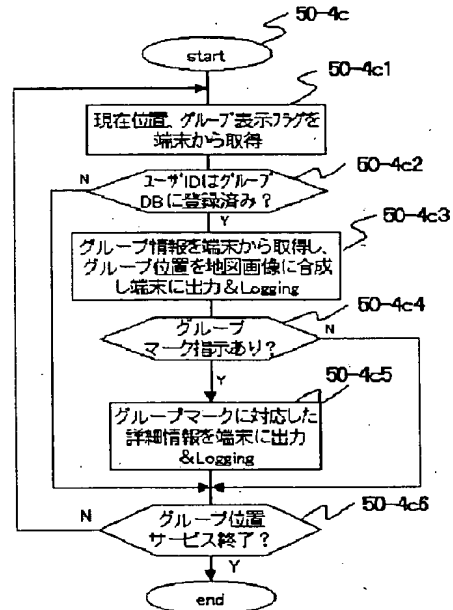 50-4c
start
50-4c1
現在位置、グループ表示フラグを
端末から取得
50-4c2
N
ユーザIDはグループ
DBに登録済み？
Y
50-4c3
グループ情報を端末から取得し、
グループ位置を地図画像に合成
し端末に出力&Logging
50-4c4
グループ
マーク指示あり？
N
Y
50-4c5
グループマークに対応した
詳細情報を端末に出力
&Logging
N
50-4c6
グループ位置
サービス終了？
Y
end